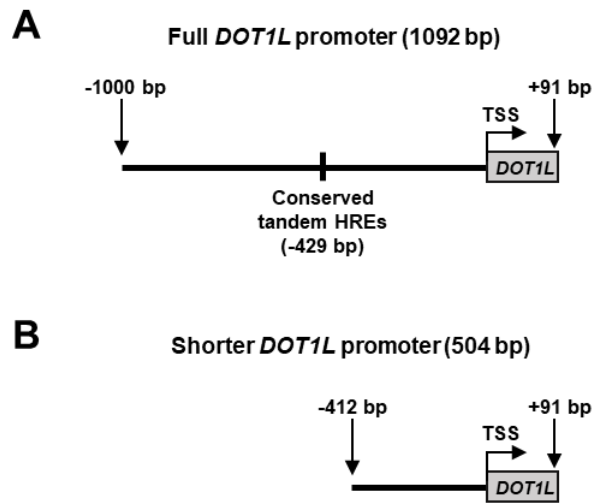 A
Full DOT1L promoter (1092 bp)
-1000 bp
+91 bp
TSS
DOT1L
Conserved
tandem HREs
(-429 bp)
B
Shorter DOT1L promoter (504 bp)
-412 bp
+91 bp
TSS
DOT1L